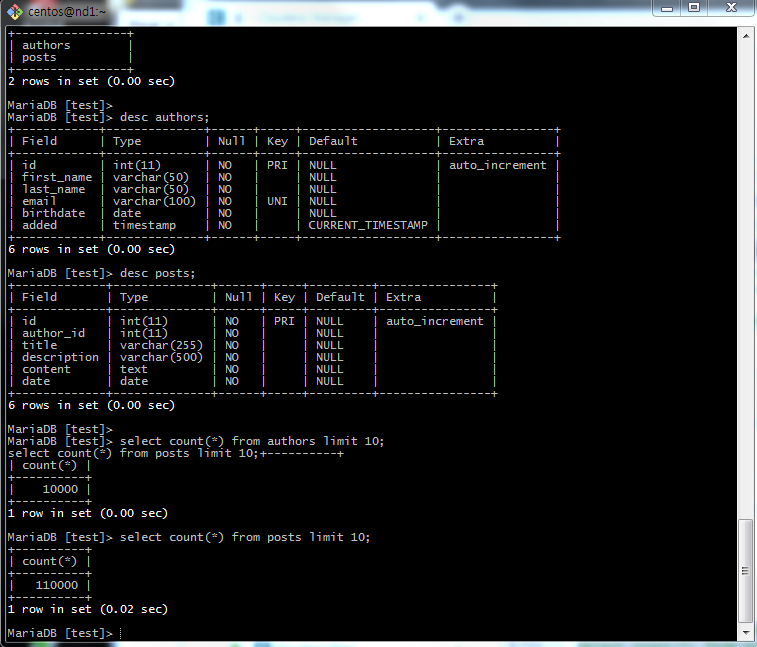 centos@nd1:~
+---------------+
| authors       |
| posts         |
+---------------+
2 rows in set (0.00 sec)
MariaDB [test]>
MariaDB [test]> desc authors;
+------------+--------------+------+-----+-------------------+----------------+
| Field      | Type         | Null | Key | Default           | Extra          |
+------------+--------------+------+-----+-------------------+----------------+
| id         | int(11)      | NO   | PRI | NULL              | auto_increment |
| first_name | varchar(50)  | NO   |     | NULL              |                |
| last_name  | varchar(50)  | NO   |     | NULL              |                |
| email      | varchar(100) | NO   | UNI | NULL              |                |
| birthdate  | date         | NO   |     | NULL              |                |
| added      | timestamp    | NO   |     | CURRENT_TIMESTAMP |                |
+------------+--------------+------+-----+-------------------+----------------+
6 rows in set (0.00 sec)
MariaDB [test]> desc posts;
+-------------+--------------+------+-----+---------+----------------+
| Field       | Type         | Null | Key | Default | Extra          |
+-------------+--------------+------+-----+---------+----------------+
| id          | int(11)      | NO   | PRI | NULL    | auto_increment |
| author_id   | int(11)      | NO   |     | NULL    |                |
| title       | varchar(255) | NO   |     | NULL    |                |
| description | varchar(500) | NO   |     | NULL    |                |
| content     | text         | NO   |     | NULL    |                |
| date        | date         | NO   |     | NULL    |                |
+-------------+--------------+------+-----+---------+----------------+
6 rows in set (0.00 sec)
MariaDB [test]>
MariaDB [test]> select count(*) from authors limit 10;
select count(*) from posts limit 10;+----------+
| count(*) |
+----------+
|    10000 |
+----------+
1 row in set (0.00 sec)
MariaDB [test]> select count(*) from posts limit 10;
+----------+
| count(*) |
+----------+
|   110000 |
+----------+
1 row in set (0.02 sec)
MariaDB [test]>